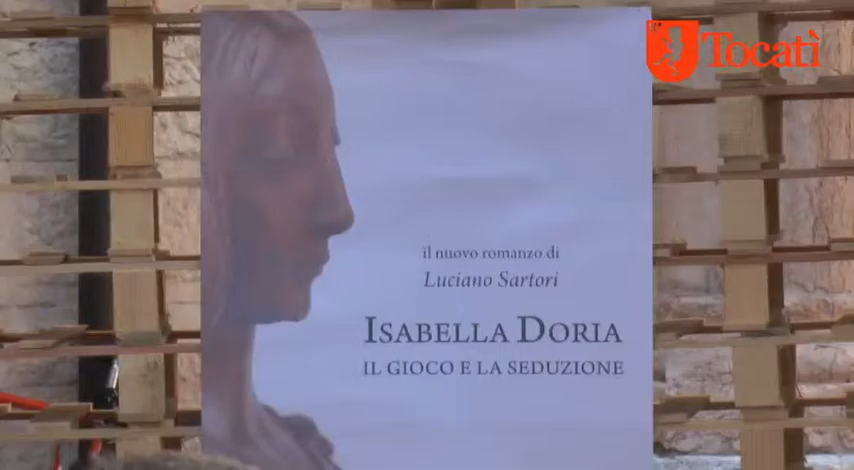 Tocatì
il nuovo romanzo di
Luciano Sartori
ISABELLA DORIA
IL GIOCO E LA SEDUZIONE